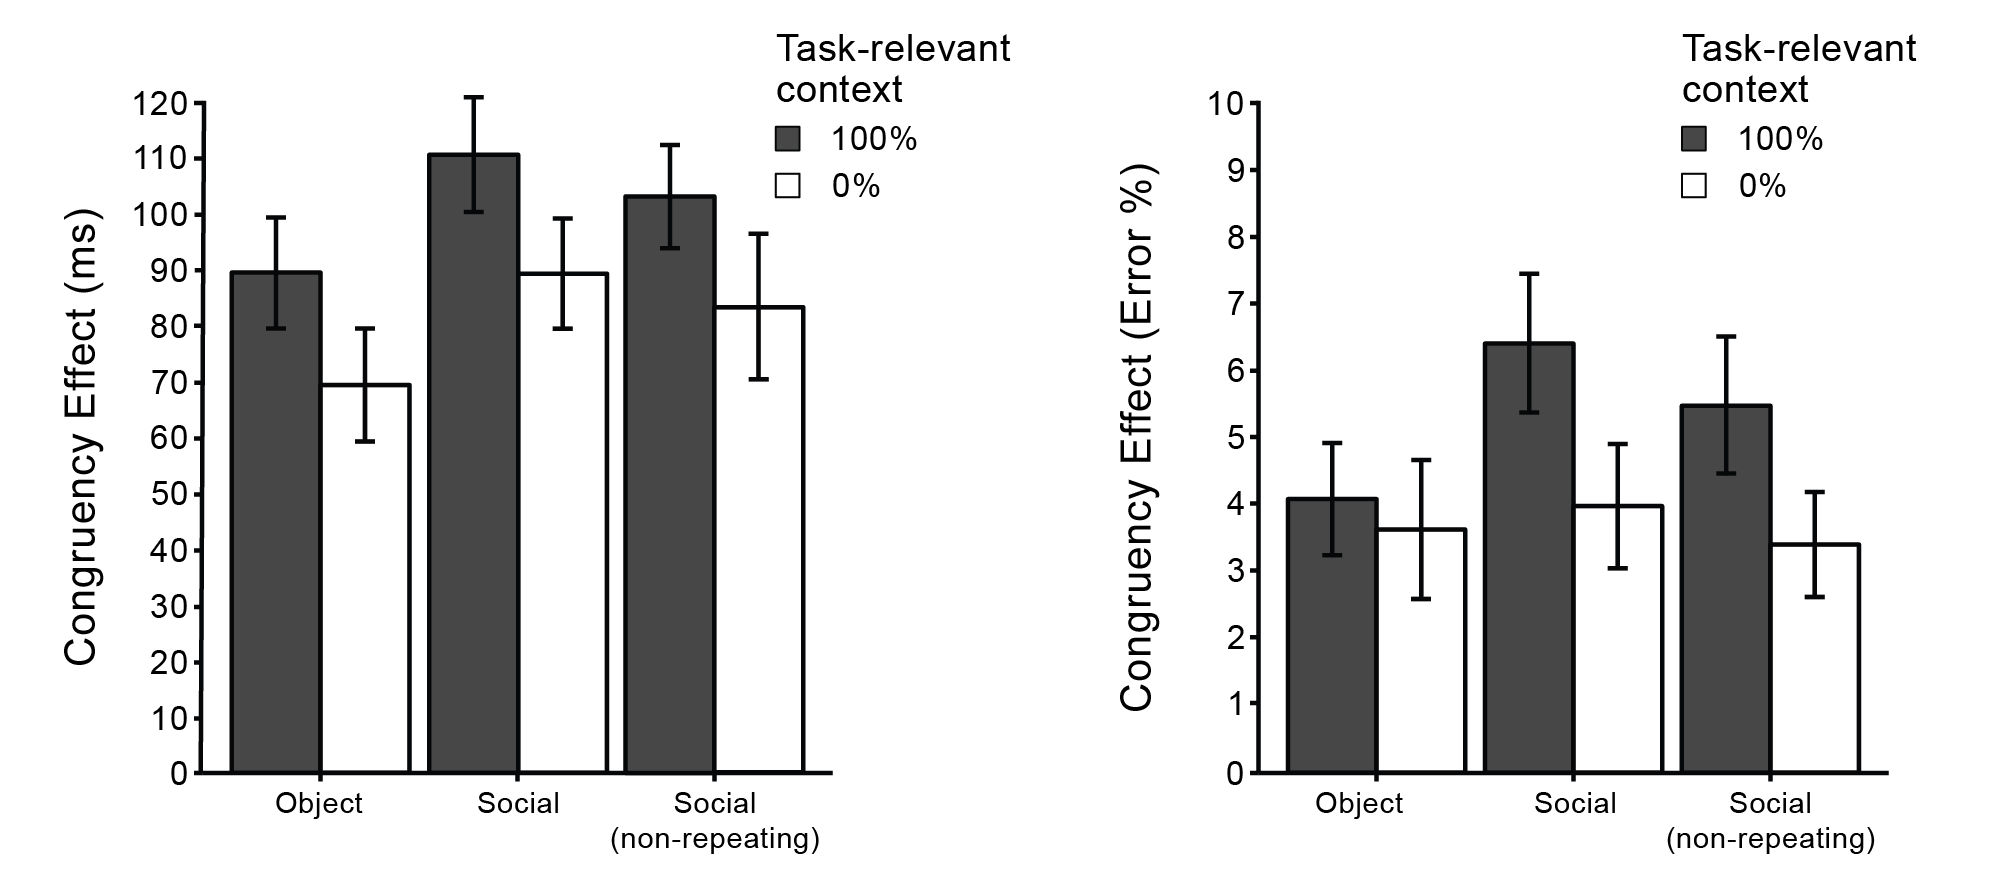 Task-relevant
context
100%
0%
120
110
100
90
80
70
60
50
40
30
20
10
0
Congruency Effect (ms)
Object
Social
Social
(non-repeating)
Task-relevant
context
100%
0%
10
9
8
7
6
5
4
3
2
1
0
Congruency Effect (Error %)
Object
Social
Social
(non-repeating)